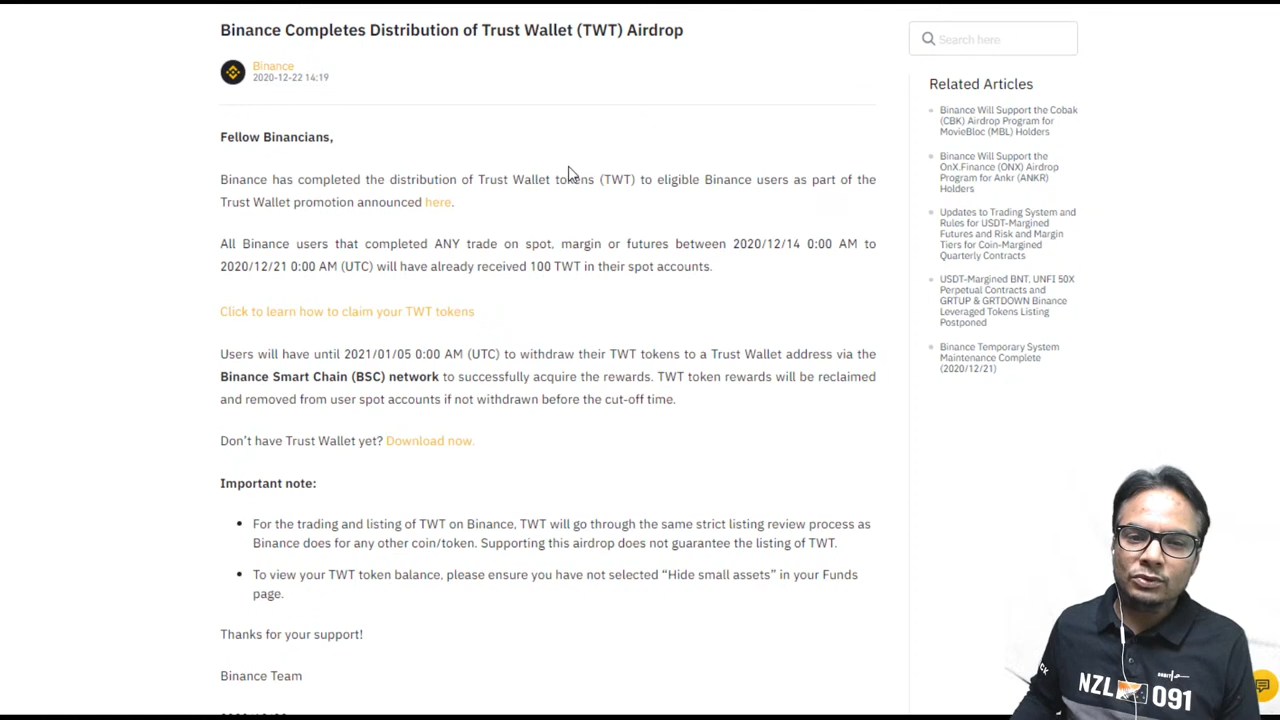 Binance Completes Distribution of Trust Wallet (TWT) Airdrop
Binance
2020-12-22 14:19
Fellow Binancians,
Binance has completed the distribution of Trust Wallet tokens (TWT) to eligible Binance users as part of the
Trust Wallet promotion announced here.
All Binance users that completed ANY trade on spot, margin or futures between 2020/12/14 0:00 AM to
2020/12/21 0:00 AM (UTC) will have already received 100 TWT in their spot accounts.
Click to learn how to claim your TWT tokens
Users will have until 2021/01/05 0:00 AM (UTC) to withdraw their TWT tokens to a Trust Wallet address via the
Binance Smart Chain (BSC) network to successfully acquire the rewards. TWT token rewards will be reclaimed
and removed from user spot accounts if not withdrawn before the cut-off time.
Don’t have Trust Wallet yet? Download now.
Important note:
For the trading and listing of TWT on Binance, TWT will go through the same strict listing review process as
Binance does for any other coin/token. Supporting this airdrop does not guarantee the listing of TWT.
To view your TWT token balance, please ensure you have not selected “Hide small assets” in your Funds
page.
Thanks for your support!
Binance Team
Search here
Related Articles
Binance Will Support the Cobak
(CBK) Airdrop Program for
MovieBloc (MBL) Holders
Binance Will Support the
OnX.Finance (ONX) Airdrop
Program for Ankr (ANKR)
Holders
Updates to Trading System and
Rules for USDT-Margined
Futures and Risk and Margin
Tiers for Coin-Margined
Quarterly Contracts
USDT-Margined BNT, UNFI 50X
Perpetual Contracts and
GRTUP & GRTDOWN Binance
Leveraged Tokens Listing
Postponed
Binance Temporary System
Maintenance Complete
(2020/12/21)
NZL 091